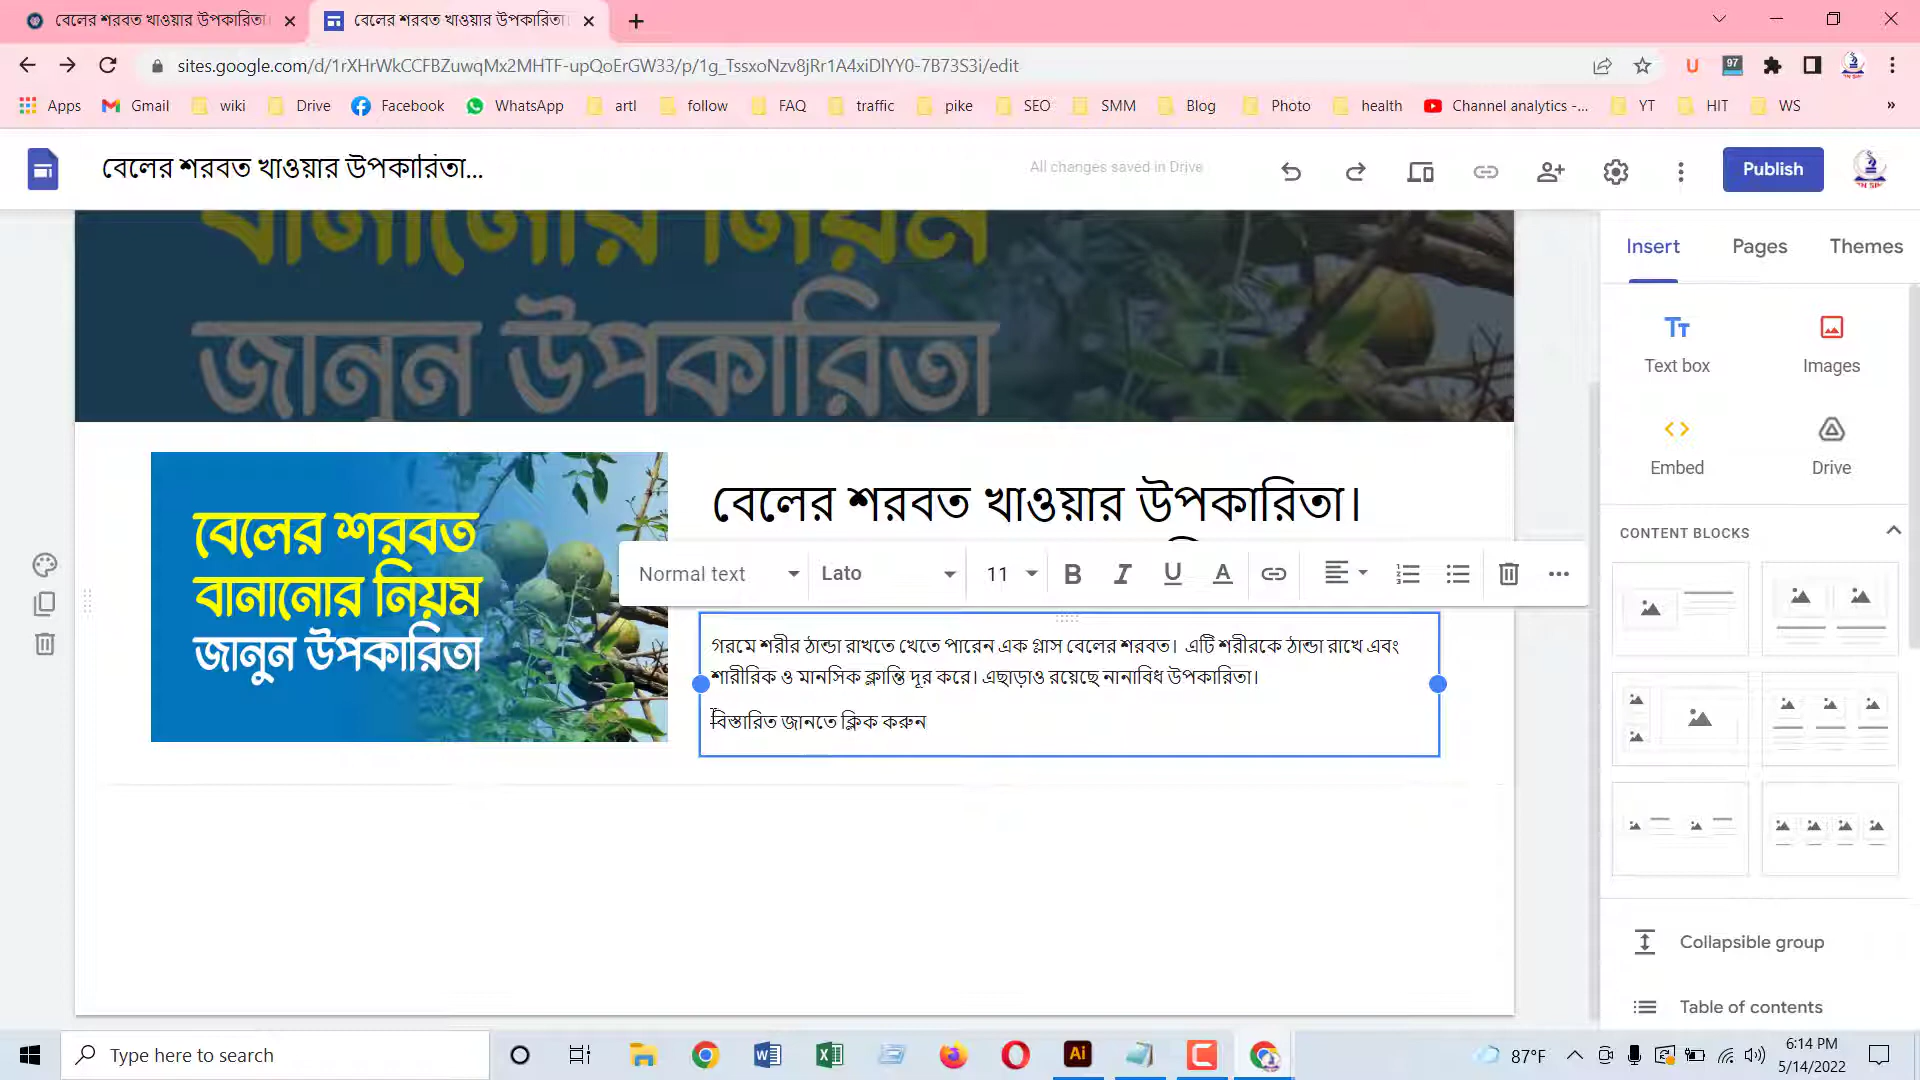 বেলের শরবত খাওয়ার উপকারিতা।
বেলের শরবত খাওয়ার উপকারিতা।
sites.google.com/d/1rXHrWkCCFBZuwqMx2MHTF-upQoErGW33/p/1g_TssxoNzv8jRr1A4xiDlYY0-7B73S3i/edit
97
Apps Gmail wiki Drive Facebook WhatsApp artl follow FAQ traffic pike SEO SMM Blog Photo health Channel analytics -... YT HIT WS »
বেলের শরবত খাওয়ার উপকারিতা...
All changes saved in Drive
Publish
Insert Pages Themes
বানানোর নিয়ম
জানুন উপকারিতা
Text box Images
Embed Drive
CONTENT BLOCKS
Collapsible group
Table of contents
বেলের শরবত
বানানোর নিয়ম
জানুন উপকারিতা
বেলের শরবত খাওয়ার উপকারিতা।
Normal text Lato 11 B I U A
গরমে শরীর ঠান্ডা রাখতে খেতে পারেন এক গ্লাস বেলের শরবত। এটি শরীরকে ঠান্ডা রাখে এবং
শারীরিক ও মানসিক ক্লান্তি দূর করে। এছাড়াও রয়েছে নানাবিধ উপকারিতা।
বিস্তারিত জানতে ক্লিক করুন
Type here to search
Ai
87°F
6:14 PM
5/14/2022